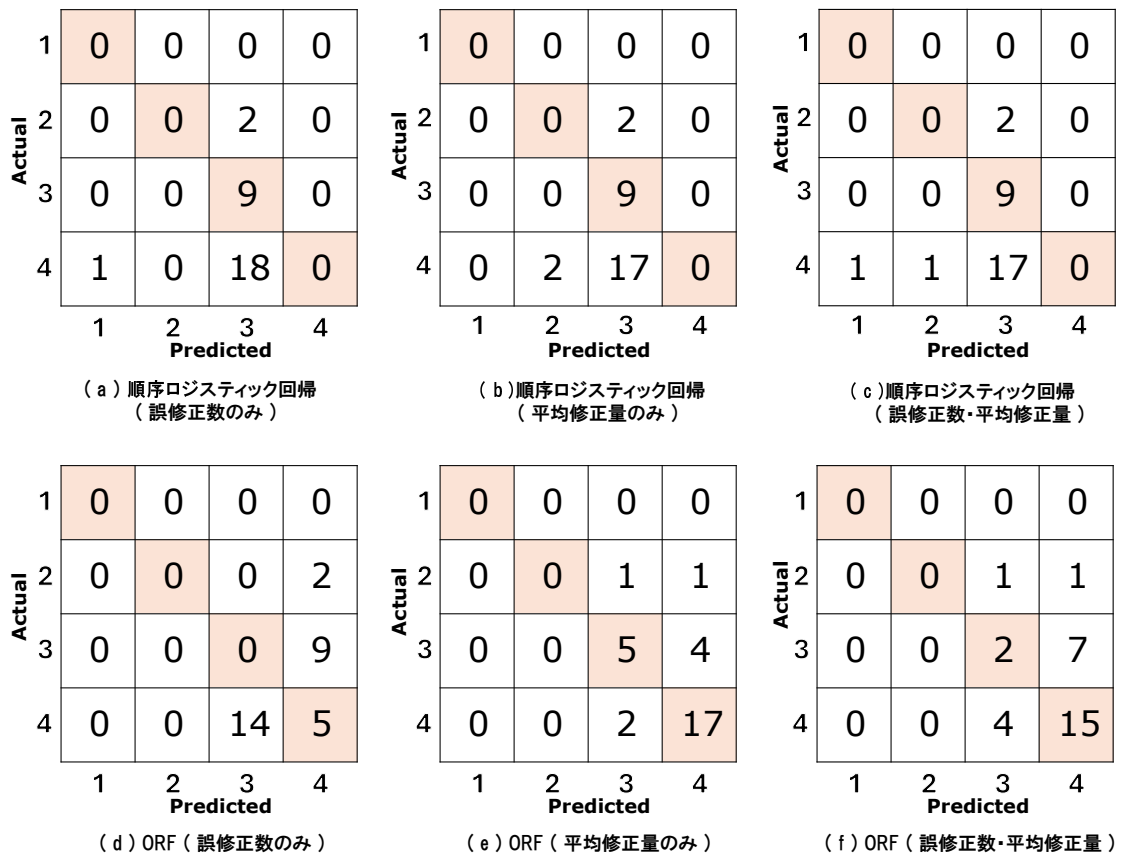 1 0 0 0 0
Actual
2 0 0 2 0
3 0 0 9 0
4 1 0 18 0
1 2 3 4
Predicted
(a)順序ロジスティック回帰
(誤修正数のみ)
1 0 0 0 0
Actual
2 0 0 2 0
3 0 0 9 0
4 0 2 17 0
1 2 3 4
Predicted
(b)順序ロジスティック回帰
(平均修正量のみ)
1 0 0 0 0
Actual
2 0 0 2 0
3 0 0 9 0
4 1 1 17 0
1 2 3 4
Predicted
(c)順序ロジスティック回帰
(誤修正数・平均修正量)
1 0 0 0 0
Actual
2 0 0 0 2
3 0 0 0 9
4 0 0 14 5
1 2 3 4
Predicted
(d)ORF(誤修正数のみ)
1 0 0 0 0
Actual
2 0 0 1 1
3 0 0 5 4
4 0 0 2 17
1 2 3 4
Predicted
(e)ORF(平均修正量のみ)
1 0 0 0 0
Actual
2 0 0 1 1
3 0 0 2 7
4 0 0 4 15
1 2 3 4
Predicted
(f)ORF(誤修正数・平均修正量)